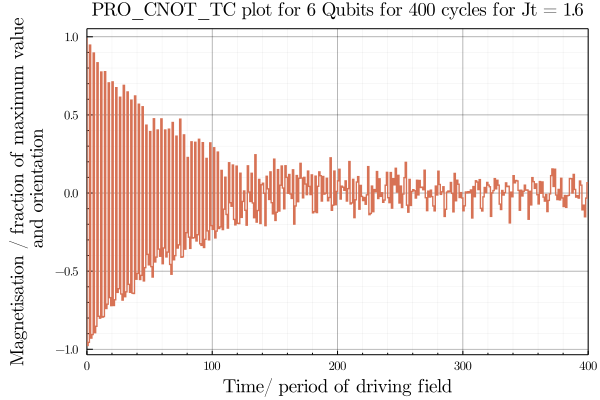 PRO_CNOT_TC plot for 6 Qubits for 400 cycles for Jt = 1.6
Magnetisation / fraction of maximum value
and orientation
1.0
0.5
0.0
−0.5
−1.0
0 100 200 300 400
Time/ period of driving field